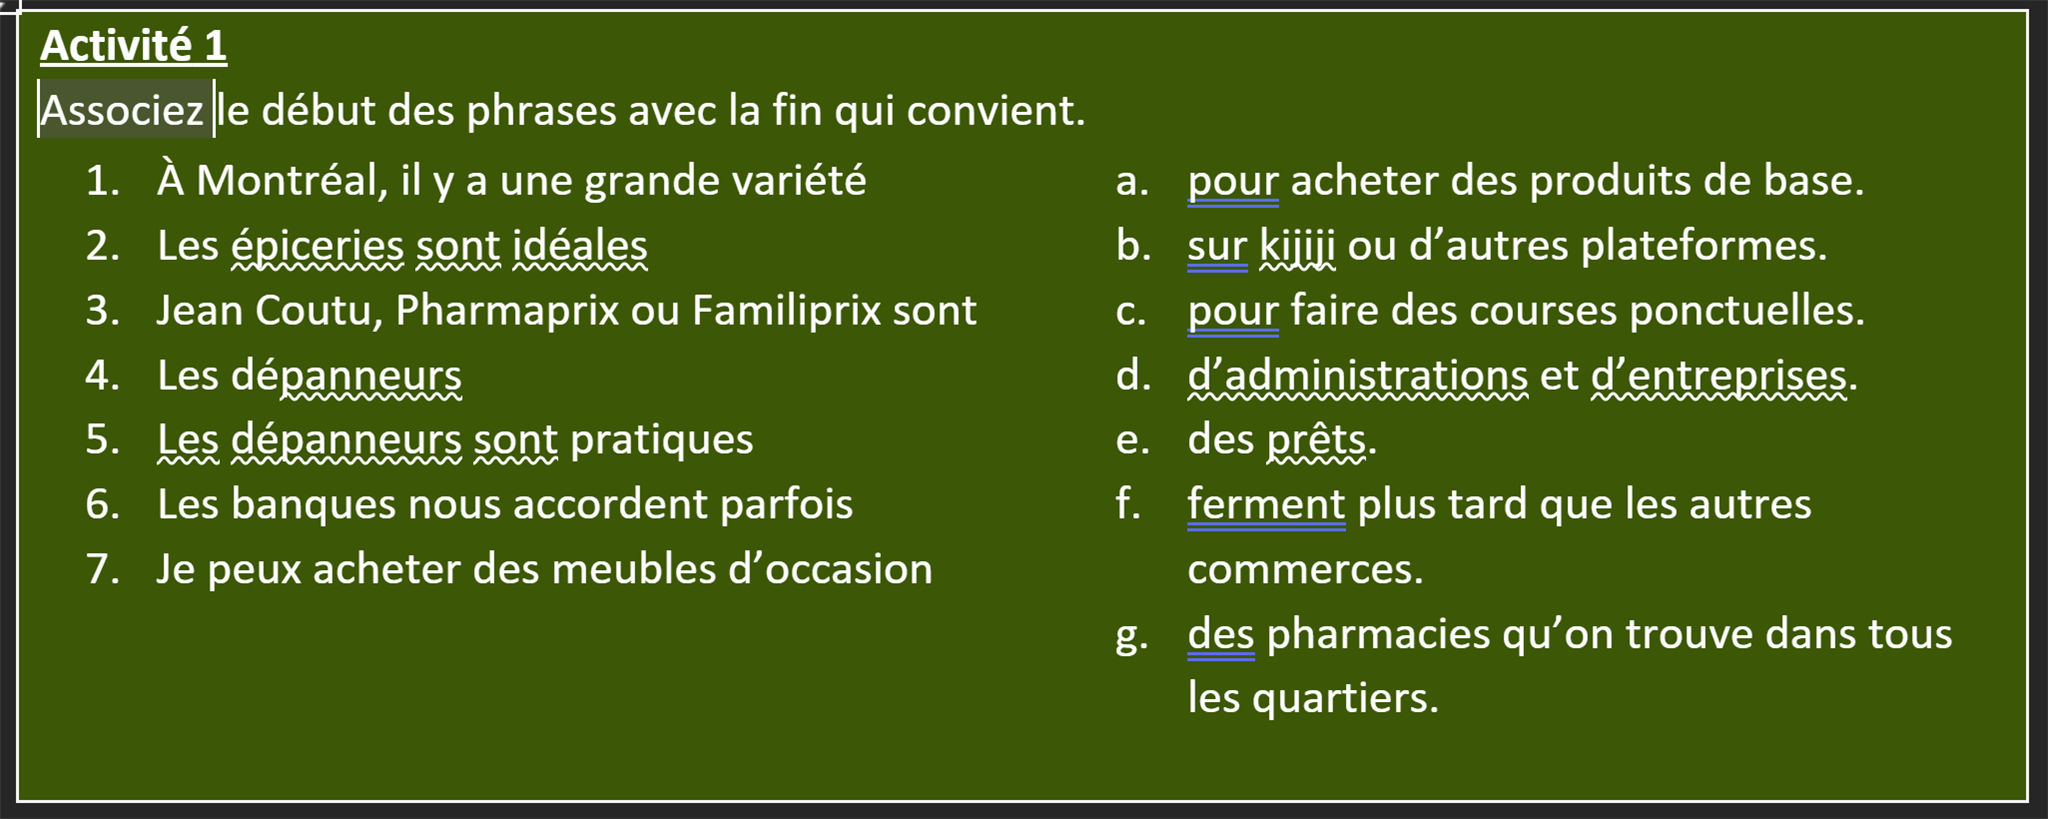 Activité 1
Associez le début des phrases avec la fin qui convient.
1. À Montréal, il y a une grande variété
2. Les épiceries sont idéales
3. Jean Coutu, Pharmaprix ou Familiprix sont
4. Les dépanneurs
5. Les dépanneurs sont pratiques
6. Les banques nous accordent parfois
7. Je peux acheter des meubles d’occasion
a. pour acheter des produits de base.
b. sur kijiji ou d’autres plateformes.
c. pour faire des courses ponctuelles.
d. d’administrations et d’entreprises.
e. des prêts.
f. ferment plus tard que les autres
commerces.
g. des pharmacies qu’on trouve dans tous
les quartiers.